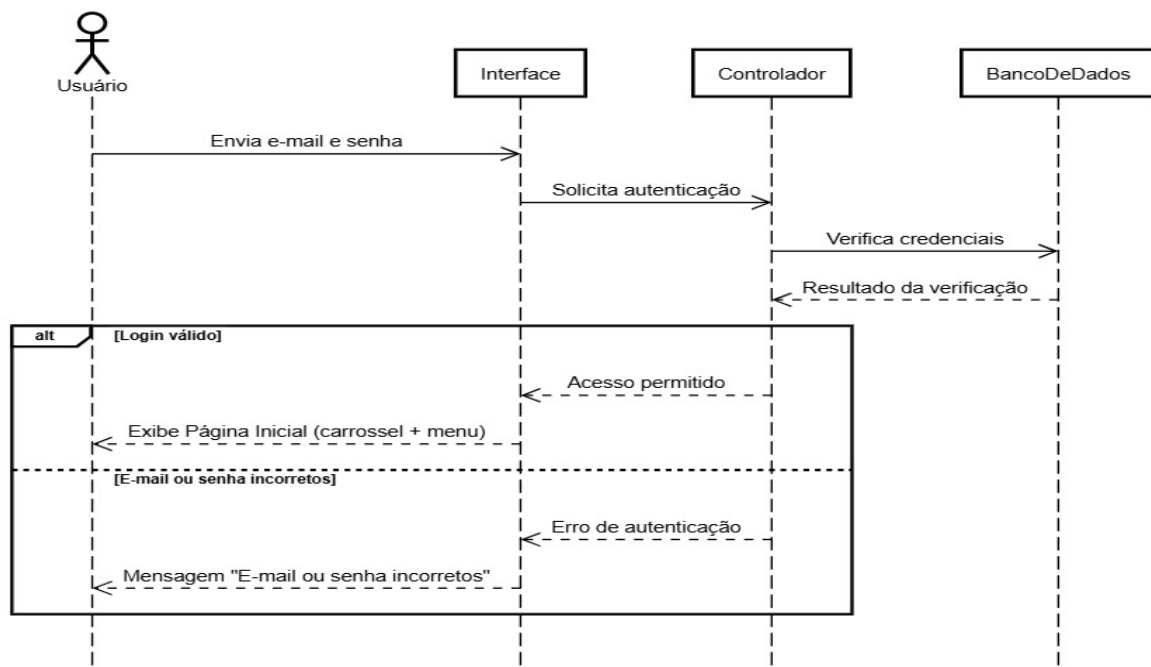 Usuário
Interface
Controlador
BancoDeDados
Envia e-mail e senha
Solicita autenticação
Verifica credenciais
Resultado da verificação
alt
[Login válido]
Acesso permitido
Exibe Página Inicial (carrossel + menu)
[E-mail ou senha incorretos]
Erro de autenticação
Mensagem "E-mail ou senha incorretos"